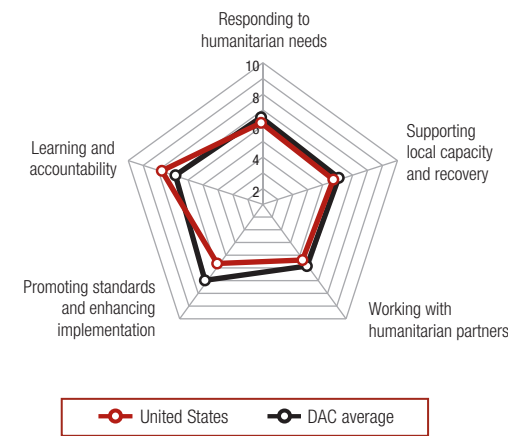 Responding to
humanitarian needs
10
8
6
4
2
Supporting
local capacity
and recovery
Learning and
accountability
Promoting standards
and enhancing
implementation
Working with
humanitarian partners
United States
DAC average